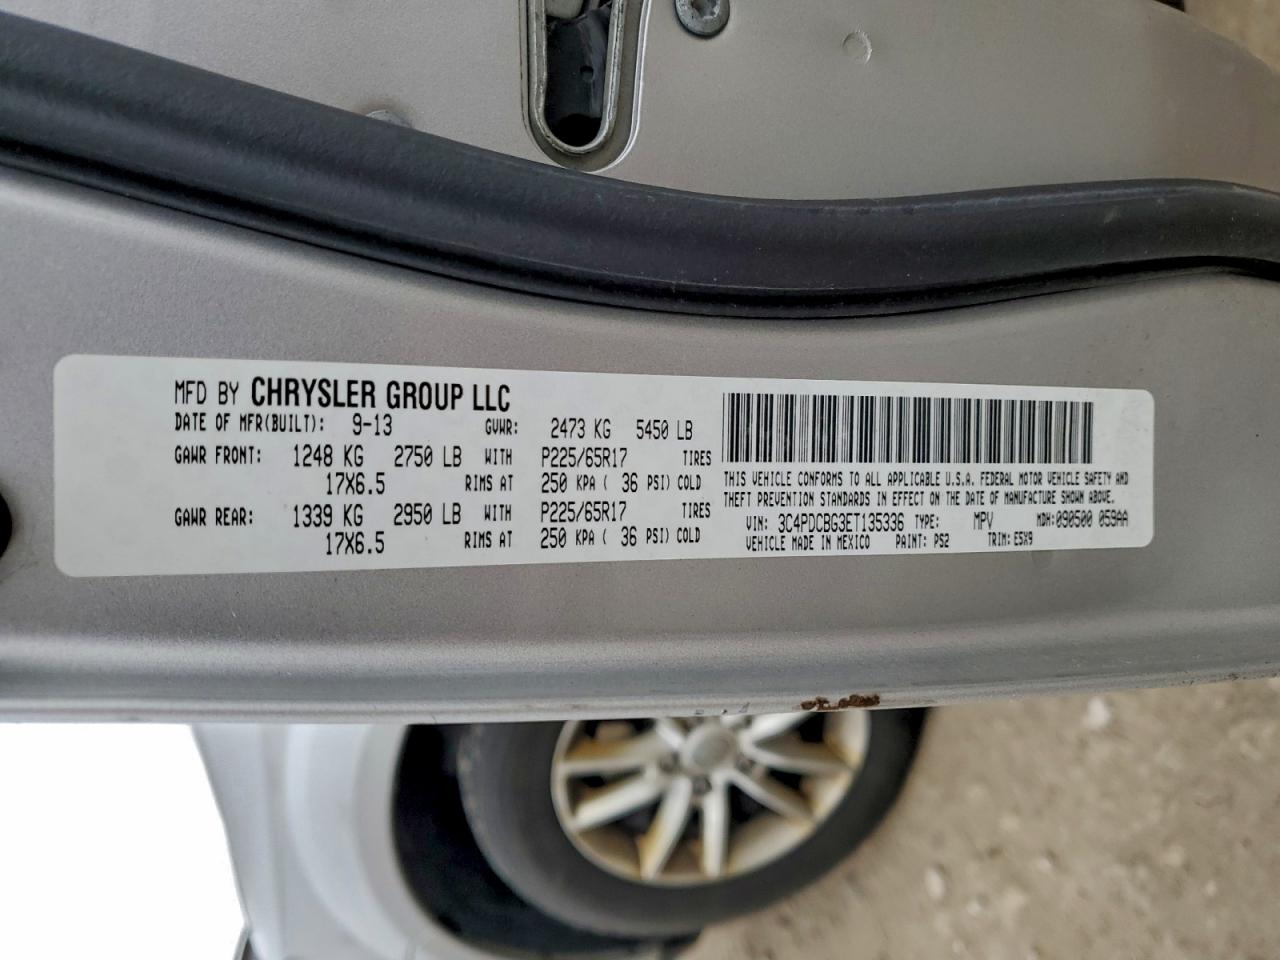 MFD BY CHRYSLER GROUP LLC
DATE OF MFR(BUILT): 9-13 GVWR: 2473 KG 5450 LB
GAWR FRONT: 1248 KG 2750 LB WITH P225/65R17 TIRES
17X6.5 RIMS AT 250 KPA ( 36 PSI) COLD
GAWR REAR: 1339 KG 2950 LB WITH P225/65R17 TIRES
17X6.5 RIMS AT 250 KPA ( 36 PSI) COLD
THIS VEHICLE CONFORMS TO ALL APPLICABLE U.S.A. FEDERAL MOTOR VEHICLE SAFETY AND
THEFT PREVENTION STANDARDS IN EFFECT ON THE DATE OF MANUFACTURE SHOWN ABOVE.
VIN: 3C4PDCBG3ET135336 TYPE: MPV MDH: 090500 059AA
VEHICLE MADE IN MEXICO PAINT: PS2 TRIM: E5X9